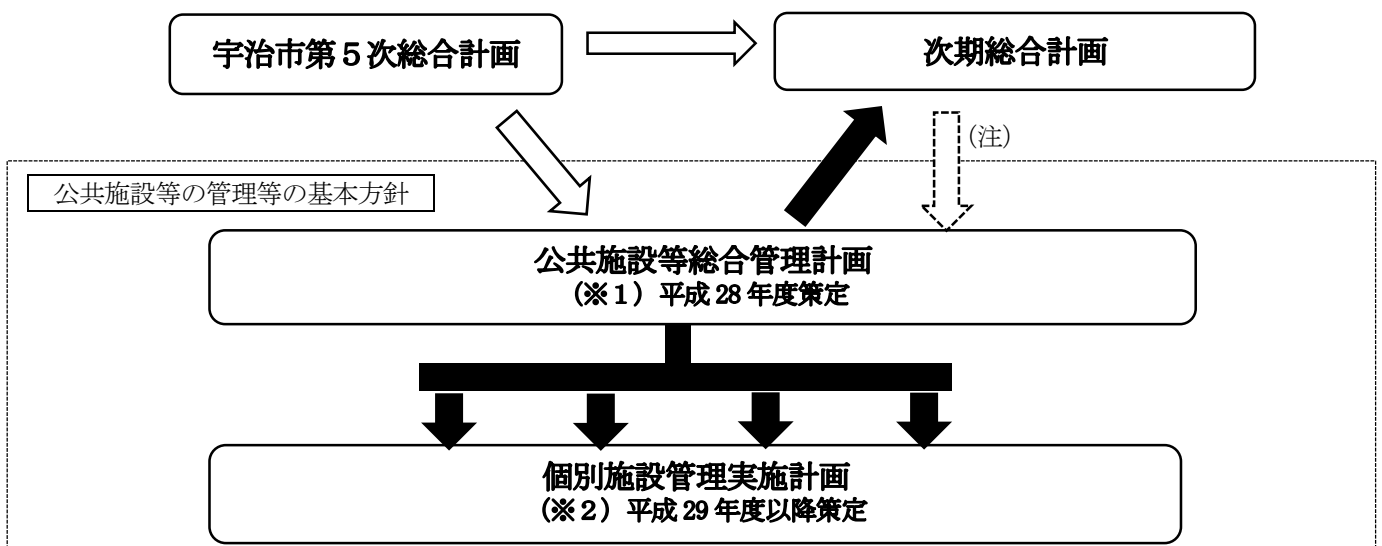 宇治市第５次総合計画
次期総合計画
(注)
公共施設等の管理等の基本方針
公共施設等総合管理計画
(※１) 平成 28 年度策定
個別施設管理実施計画
(※２) 平成 29 年度以降策定